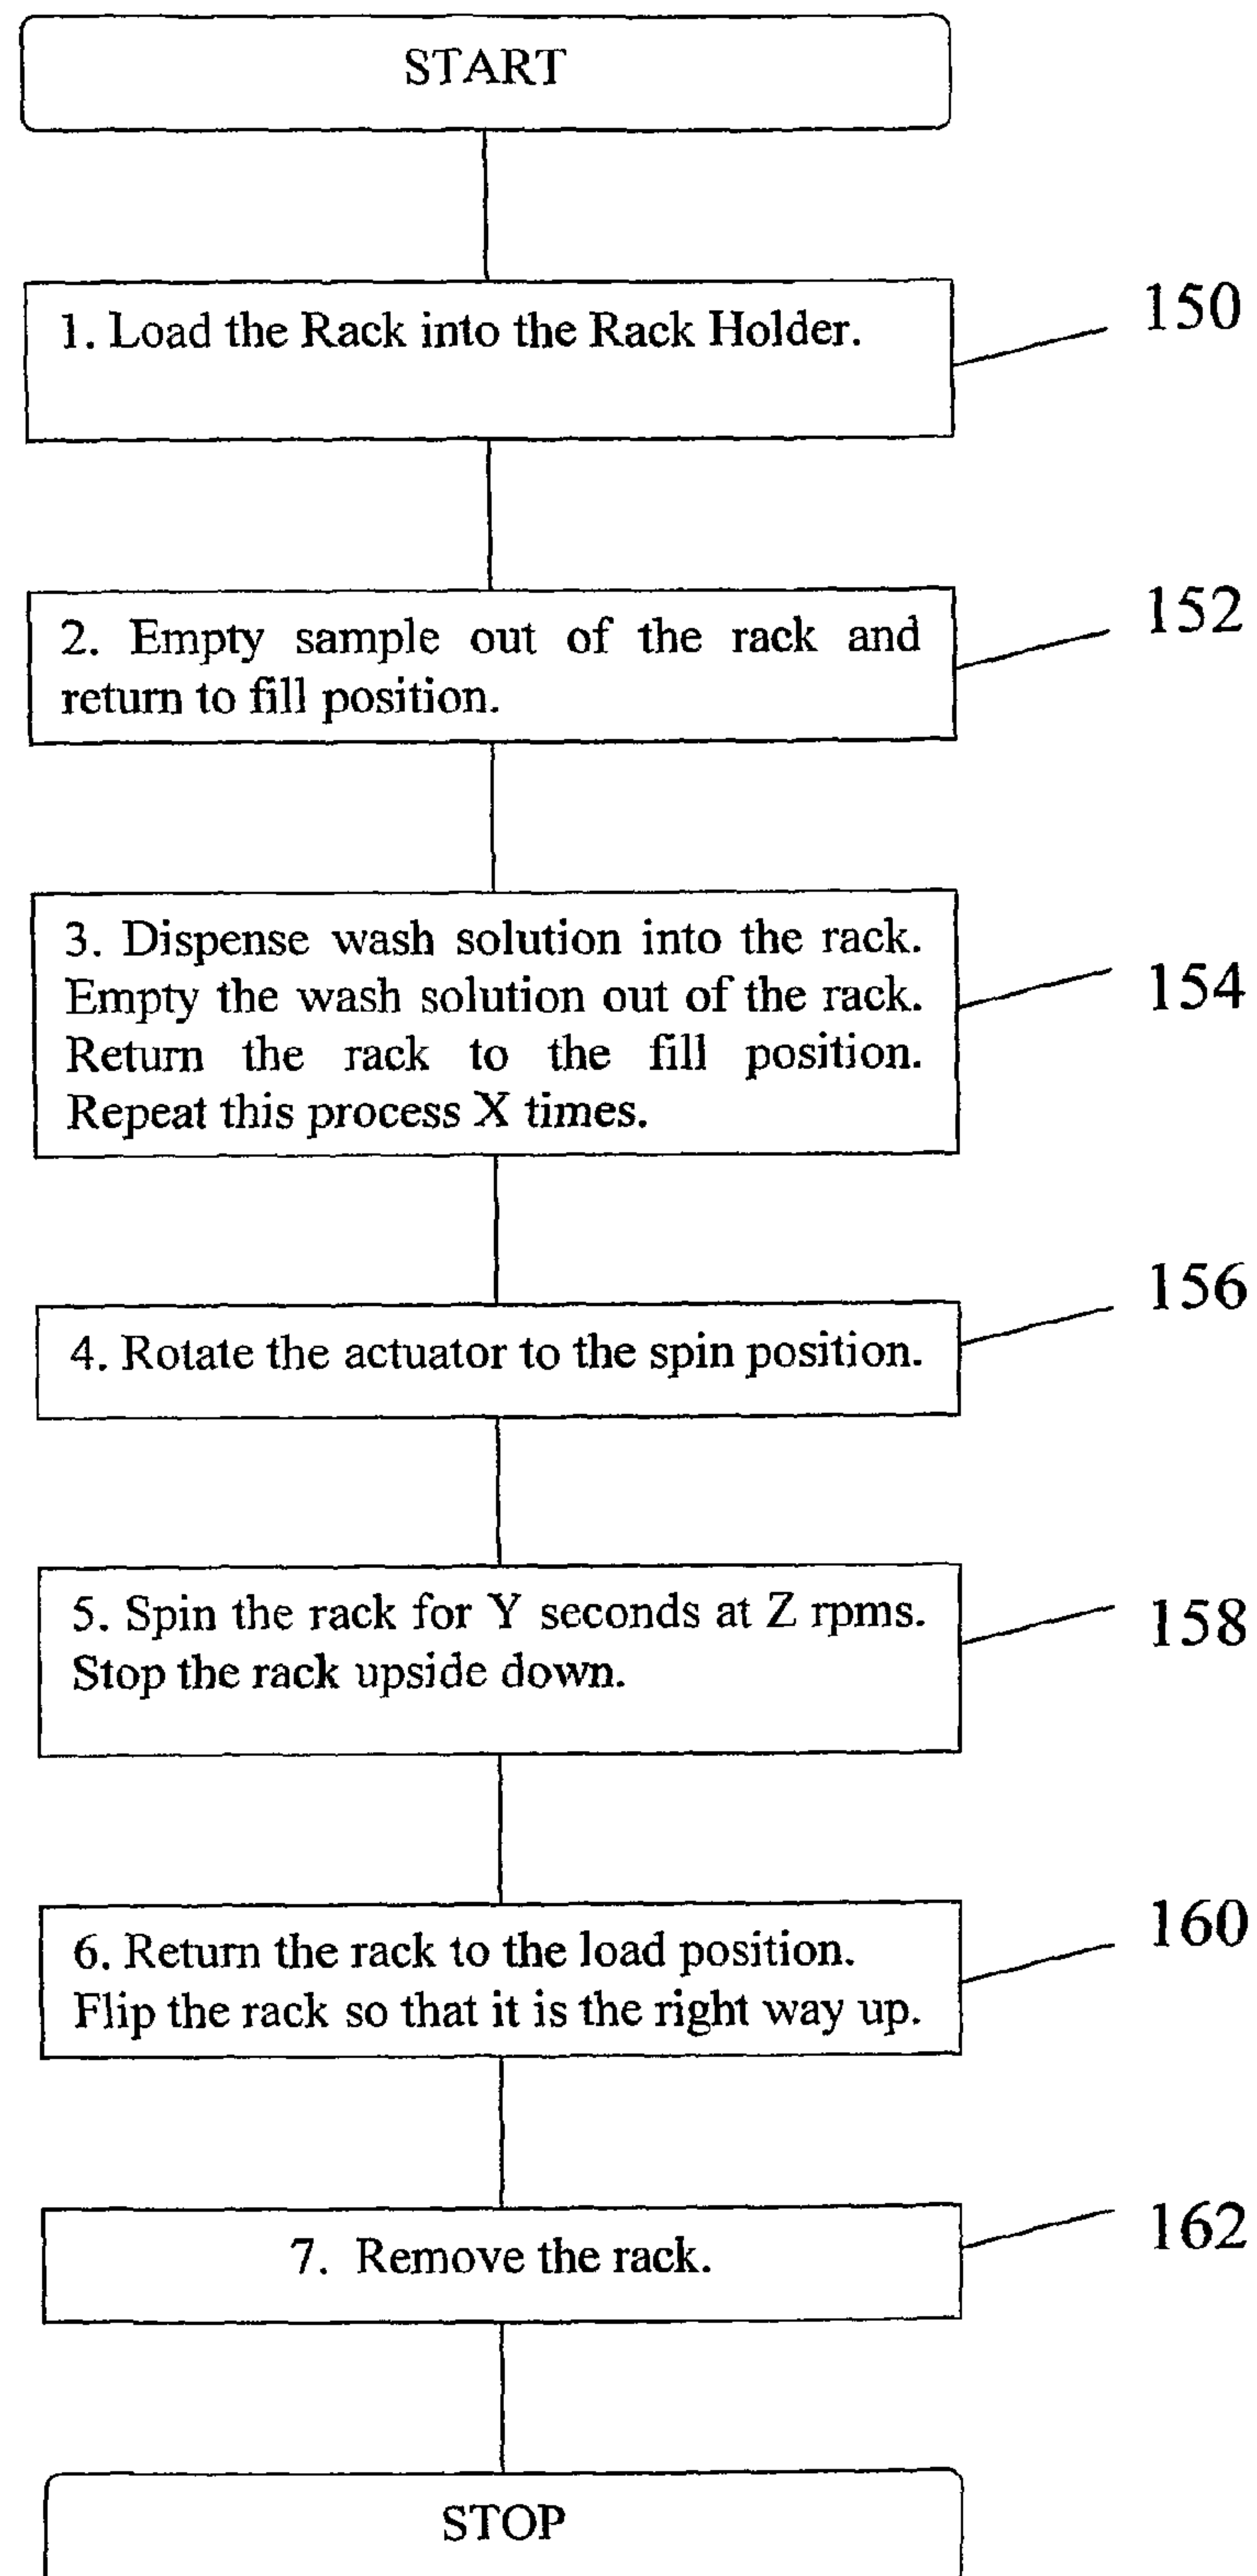 START
1. Load the Rack into the Rack Holder.
150
2. Empty sample out of the rack and
return to fill position.
152
3. Dispense wash solution into the rack.
Empty the wash solution out of the rack.
Return the rack to the fill position.
Repeat this process X times.
154
4. Rotate the actuator to the spin position.
156
5. Spin the rack for Y seconds at Z rpms.
Stop the rack upside down.
158
6. Return the rack to the load position.
Flip the rack so that it is the right way up.
160
7. Remove the rack.
162
STOP